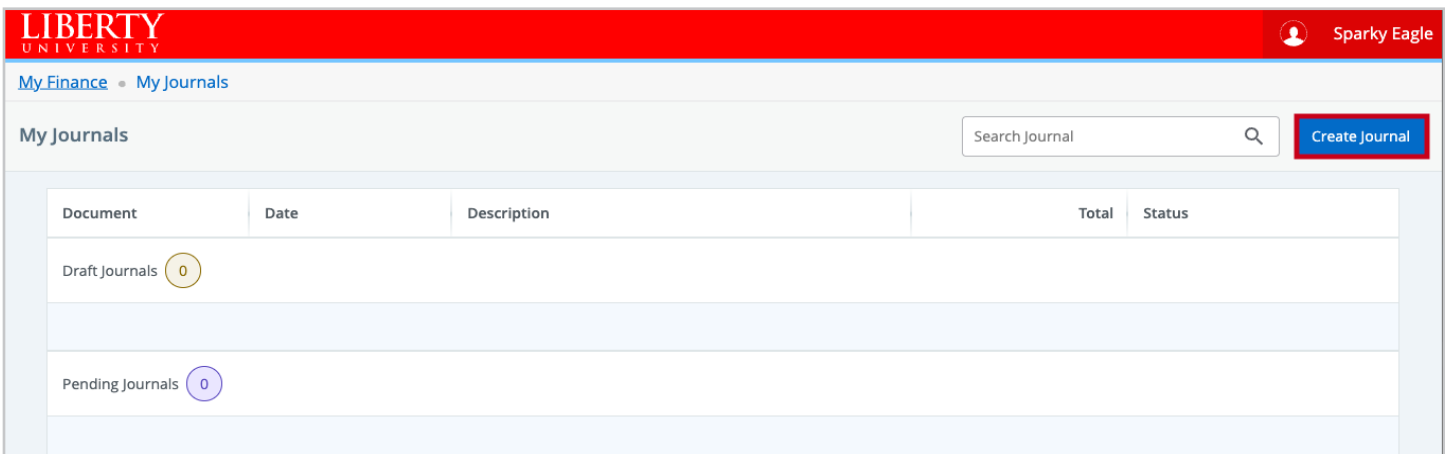 LIBERTY
UNIVERSITY
Sparky Eagle
My Finance • My Journals
My Journals
Search Journal
Create Journal
Document Date Description Total Status
Draft Journals 0
Pending Journals 0